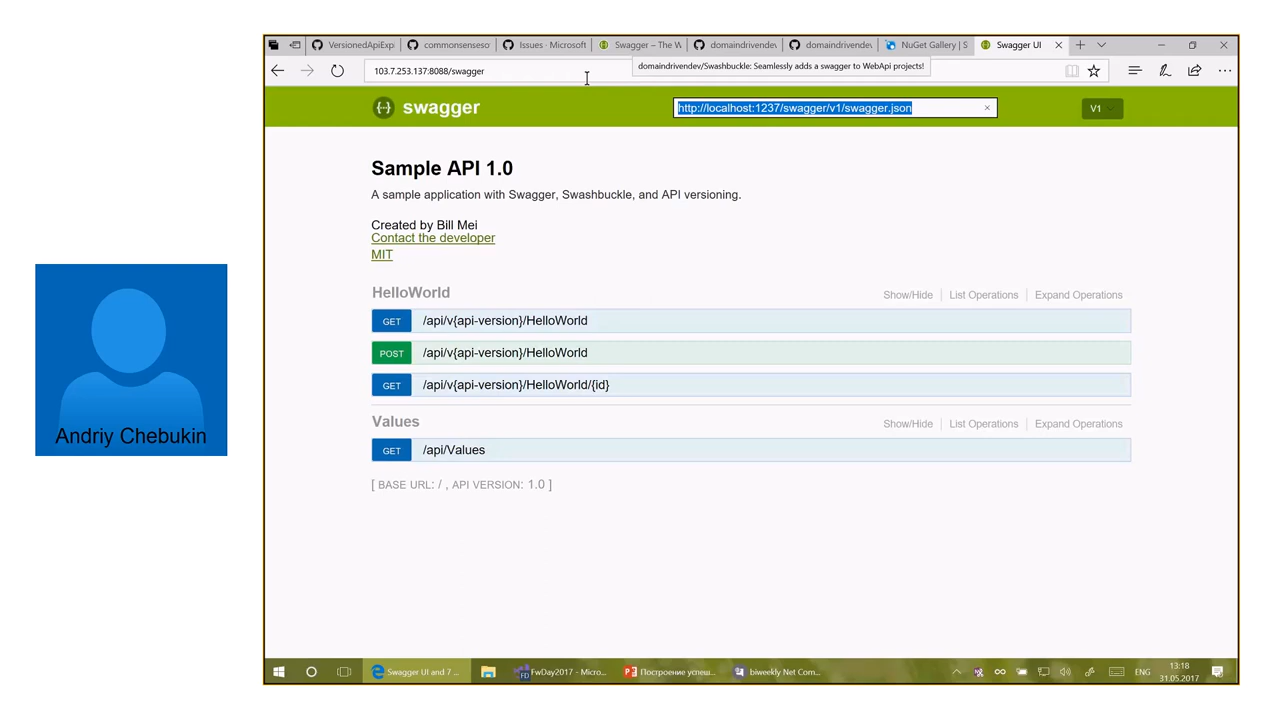 VersionedApiExp
commonsenseso
Issues · Microsoft
Swagger – The W
domaindrivendev
domaindrivendev
NuGet Gallery | S
Swagger UI
103.7.253.137:8088/swagger
domaindrivendev/Swashbuckle: Seamlessly adds a swagger to WebApi projects!
swagger
http://localhost:1237/swagger/v1/swagger.json
V1
Sample API 1.0
A sample application with Swagger, Swashbuckle, and API versioning.
Created by Bill Mei
Contact the developer
MIT
HelloWorld
Show/Hide
List Operations
Expand Operations
GET /api/v{api-version}/HelloWorld
POST /api/v{api-version}/HelloWorld
GET /api/v{api-version}/HelloWorld/{id}
Values
Show/Hide
List Operations
Expand Operations
GET /api/Values
[ BASE URL: / , API VERSION: 1.0 ]
Andriy Chebukin
Swagger UI and 7 ...
FwDay2017 - Micro...
Построение успеш...
biweekly Net Com...
ENG
13:18
31.05.2017